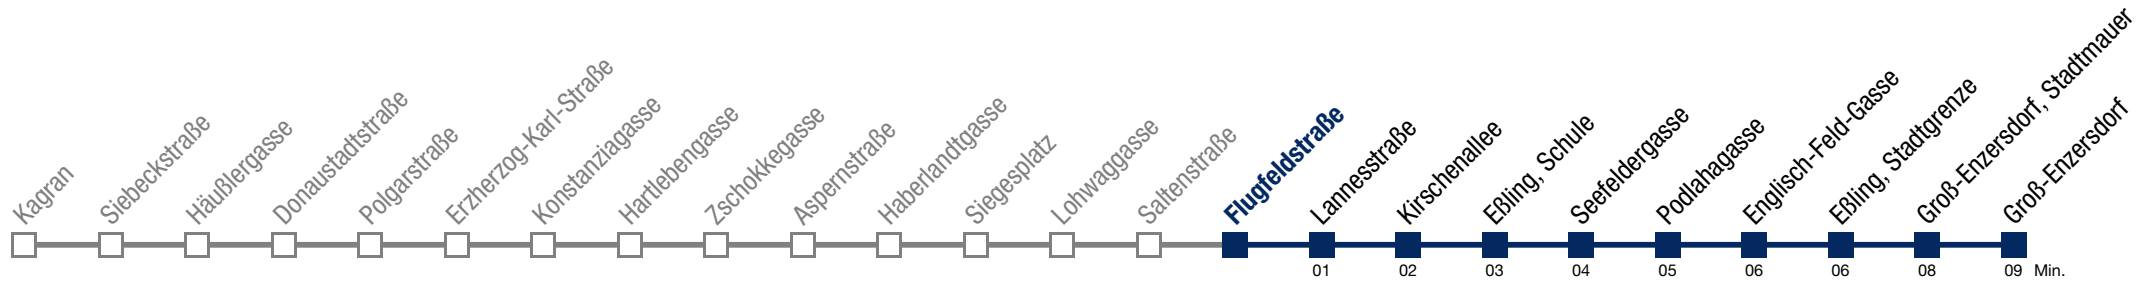 Kagran
Siebeckstraße
Häußlergasse
Donaustadtstraße
Polgarstraße
Erzherzog-Karl-Straße
Konstanziagasse
Hartlebengasse
Zschokkegasse
Aspernstraße
Haberlandtgasse
Siegesplatz
Lohwaggasse
Saltenstraße
Flugfeldstraße
Lannesstraße
Kirschenallee
Eßling, Schule
Seefeldergasse
Podlahagasse
Englisch-Feld-Gasse
Eßling, Stadtgrenze
Groß-Enzersdorf, Stadtmauer
Groß-Enzersdorf
01 02 03 04 05 06 06 08 09 Min.